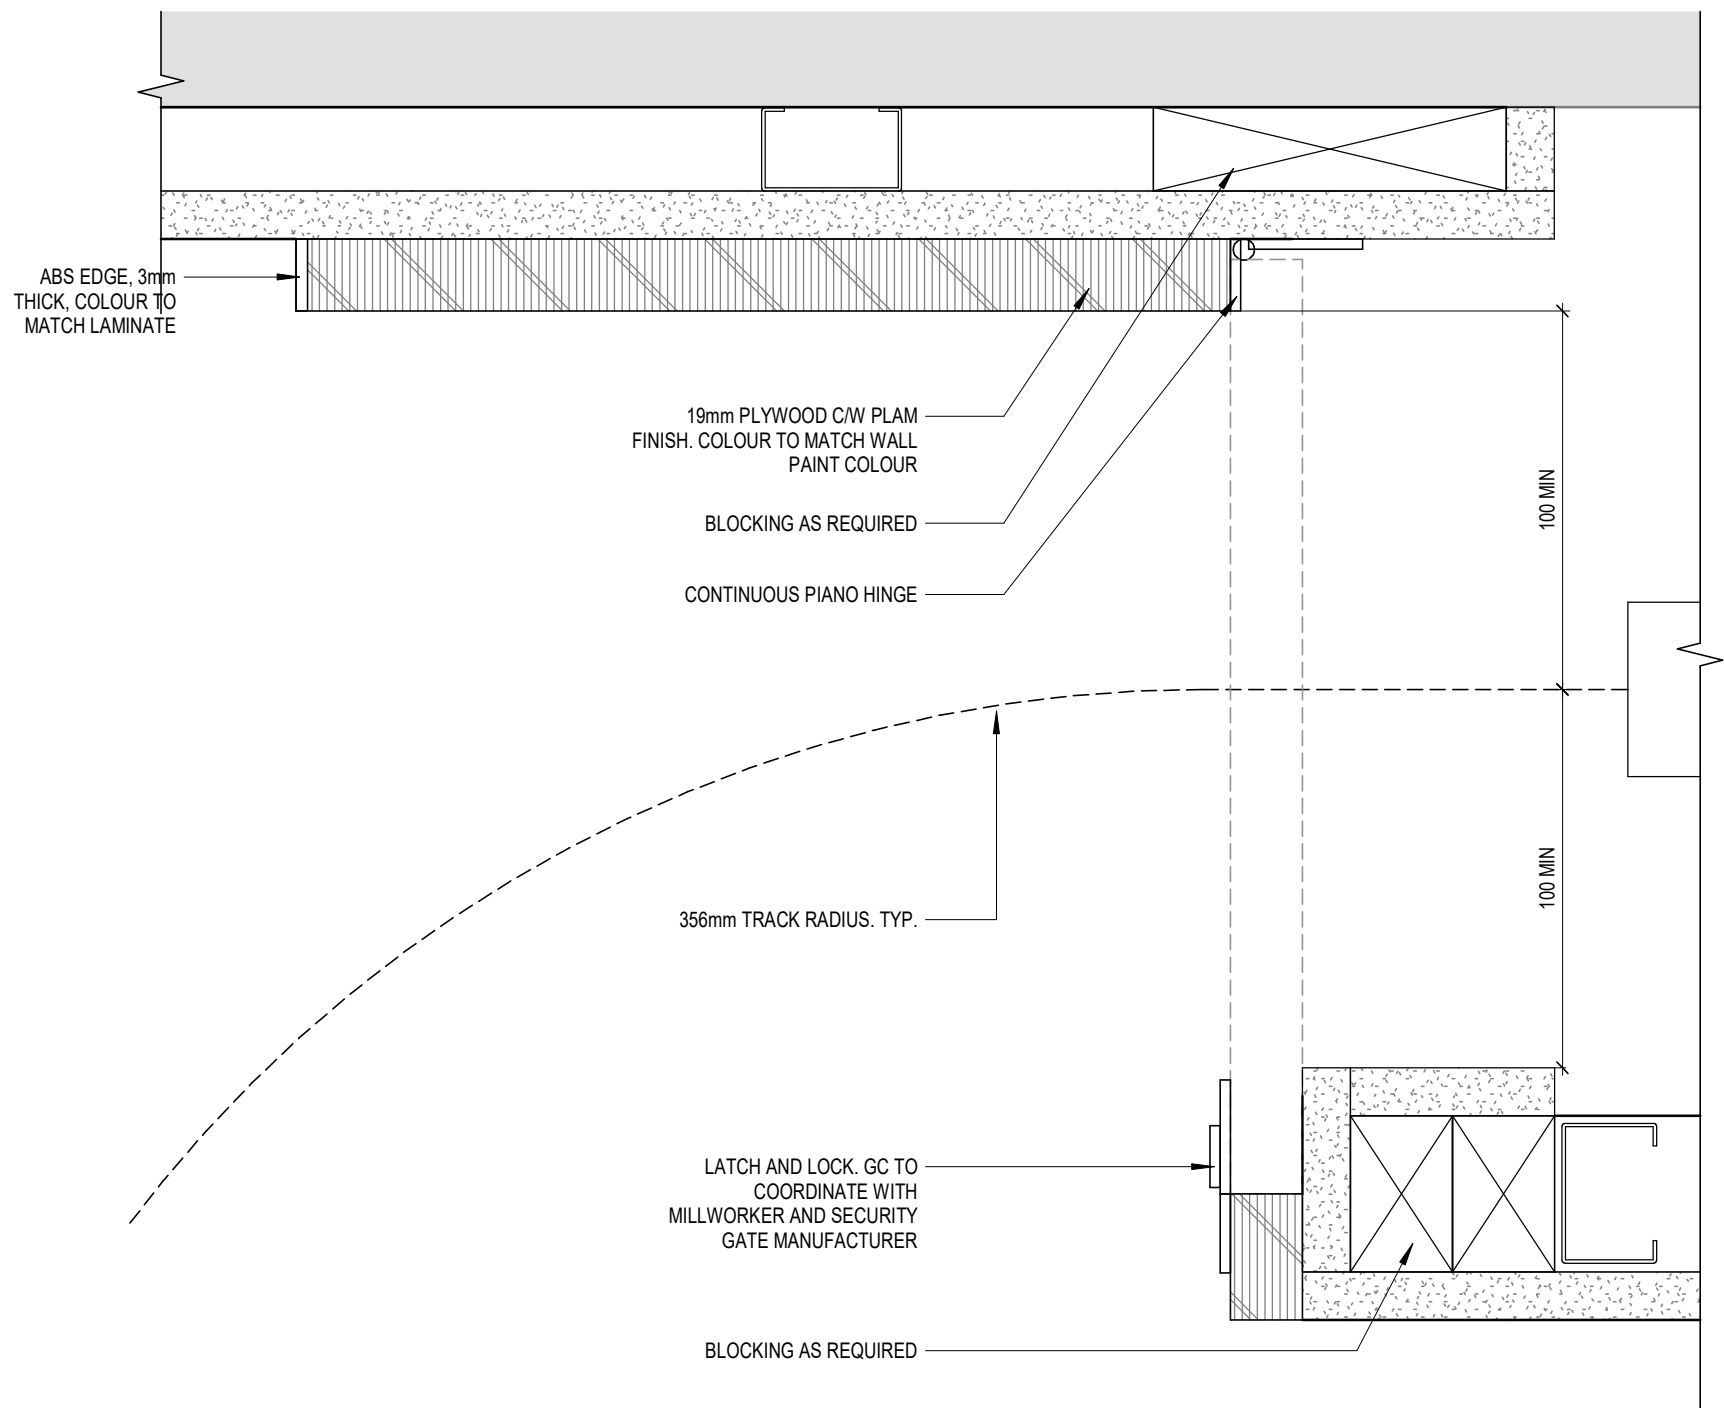 ABS EDGE, 3mm
THICK, COLOUR TO
MATCH LAMINATE
19mm PLYWOOD C/W PLAM
FINISH. COLOUR TO MATCH WALL
PAINT COLOUR
BLOCKING AS REQUIRED
CONTINUOUS PIANO HINGE
100 MIN
356mm TRACK RADIUS. TYP.
100 MIN
LATCH AND LOCK. GC TO
COORDINATE WITH
MILLWORKER AND SECURITY
GATE MANUFACTURER
BLOCKING AS REQUIRED